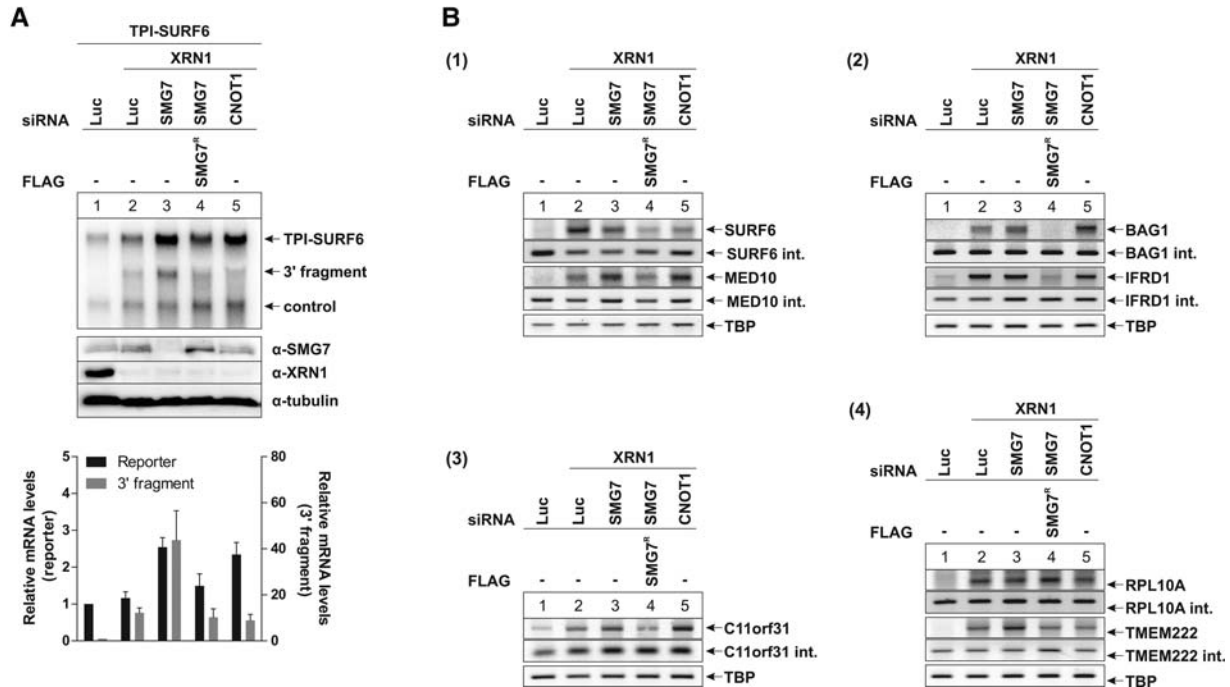 A
TPI-SURF6
XRN1
siRNA Luc Luc SMG7 SMG7 CNOT1
FLAG - - - SMG7R -
1 2 3 4 5
TPI-SURF6
3' fragment
control
α-SMG7
α-XRN1
α-tubulin
Relative mRNA levels
(reporter)
5
4
3
2
1
0
Reporter
3' fragment
80
60
40
20
0
Relative mRNA levels
(3' fragment)
B
(1)
XRN1
siRNA Luc Luc SMG7 SMG7 CNOT1
FLAG - - - SMG7R -
1 2 3 4 5
SURF6
SURF6 int.
MED10
MED10 int.
TBP
(2)
XRN1
siRNA Luc Luc SMG7 SMG7 CNOT1
FLAG - - - SMG7R -
1 2 3 4 5
BAG1
BAG1 int.
IFRD1
IFRD1 int.
TBP
(3)
XRN1
siRNA Luc Luc SMG7 SMG7 CNOT1
FLAG - - - SMG7R -
1 2 3 4 5
C11orf31
C11orf31 int.
TBP
(4)
XRN1
siRNA Luc Luc SMG7 SMG7 CNOT1
FLAG - - - SMG7R -
1 2 3 4 5
RPL10A
RPL10A int.
TMEM222
TMEM222 int.
TBP